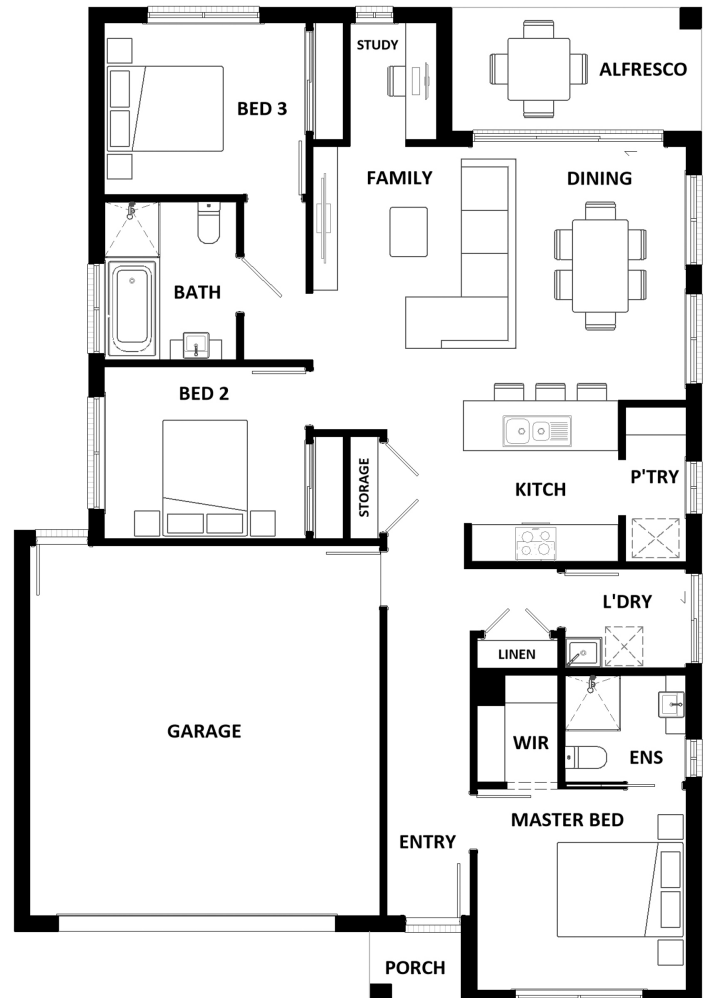 STUDY
ALFRESCO
BED 3
FAMILY
DINING
BATH
BED 2
STORAGE
KITCH
P'TRY
L'DRY
LINEN
GARAGE
WIR
ENS
MASTER BED
ENTRY
PORCH